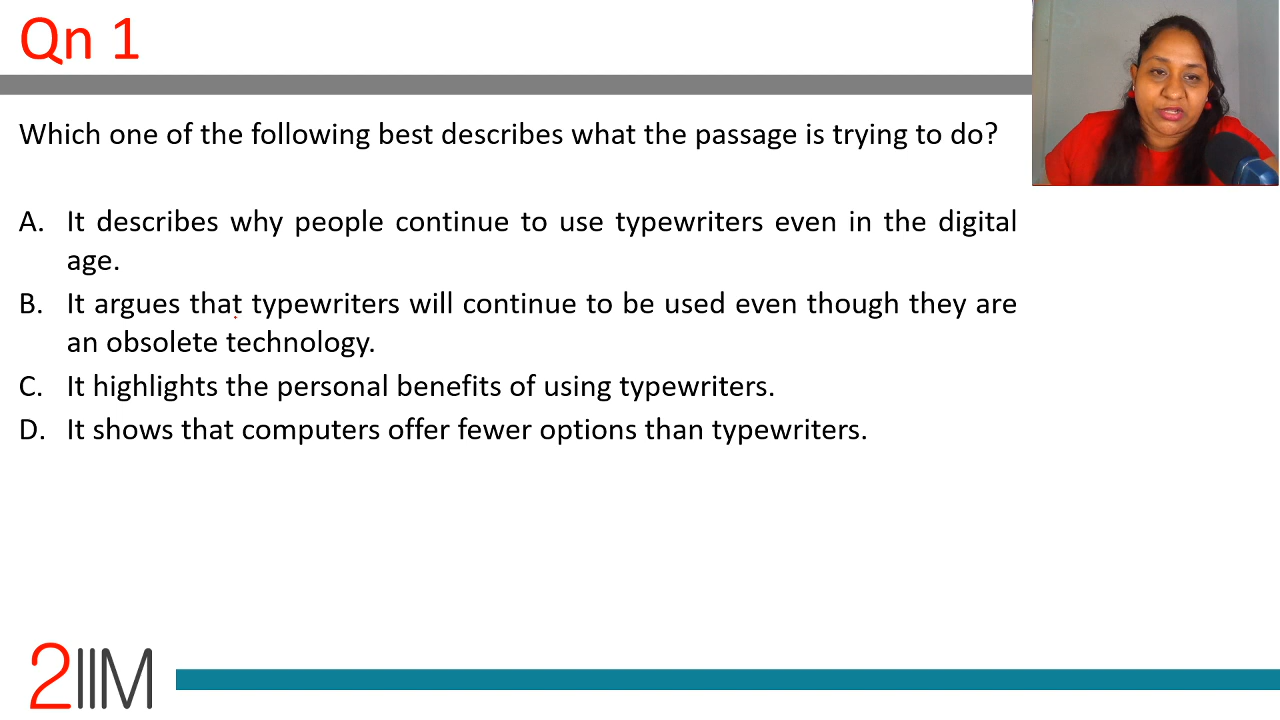 Qn 1
Which one of the following best describes what the passage is trying to do?
A. It describes why people continue to use typewriters even in the digital
age.
B. It argues that typewriters will continue to be used even though they are
an obsolete technology.
C. It highlights the personal benefits of using typewriters.
D. It shows that computers offer fewer options than typewriters.
2IIM